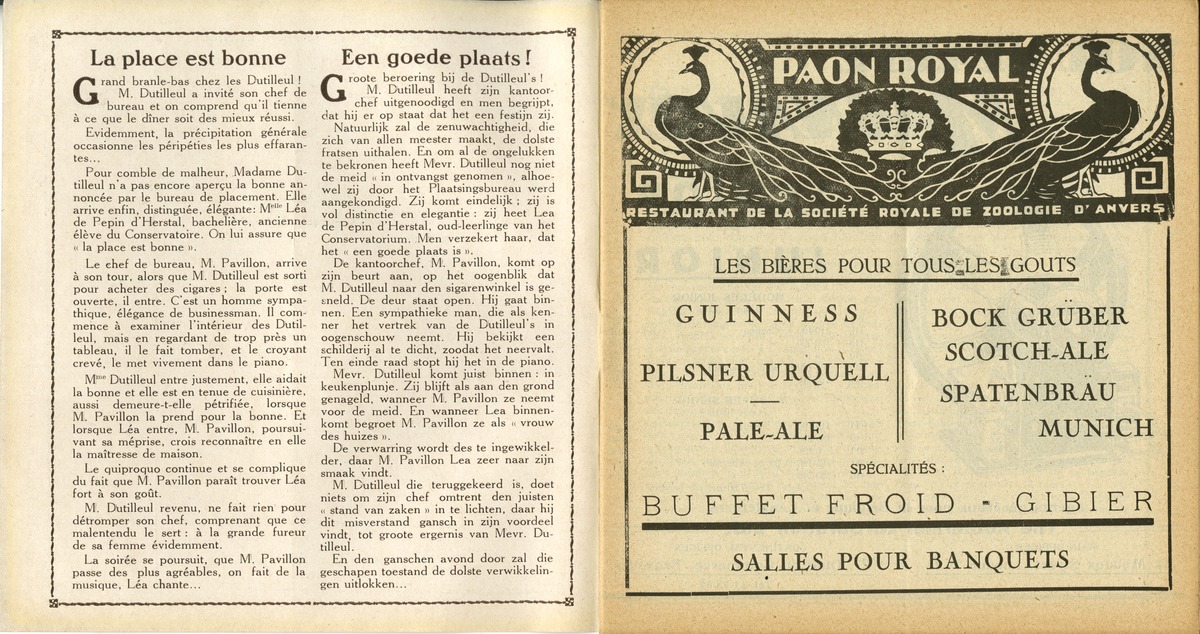 La place est bonne
Grand branle-bas chez les Dutilleul !
M. Dutilleul a invité son chef de
bureau et on comprend qu'il tienne
à ce que le dîner soit des mieux réussi.
Evidemment, la précipitation générale
occasionne les péripéties les plus effaran-
tes...
Pour comble de malheur, Madame Du-
tilleul n'a pas encore aperçu la bonne an-
noncée par le bureau de placement. Elle
arrive enfin, distinguée, élégante: Melle Léa
de Pepin d'Herstal, bachelière, ancienne
élève du Conservatoire. On lui assure que
« la place est bonne ».
Le chef de bureau, M. Pavillon, arrive
à son tour, alors que M. Dutilleul est sorti
pour acheter des cigares ; la porte est
ouverte, il entre. C'est un homme sympa-
thique, élégance de businessman. Il com-
mence à examiner l'intérieur des Dutil-
leul, mais en regardant de trop près un
tableau, il le fait tomber, et le croyant
crevé, le met vivement dans le piano.
Mme Dutilleul entre justement, elle aidait
la bonne et elle est en tenue de cuisinière,
aussi demeure-t-elle pétrifiée, lorsque
M. Pavillon la prend pour la bonne. Et
lorsque Léa entre, M. Pavillon, poursui-
vant sa méprise, crois reconnaître en elle
la maîtresse de maison.
Le quiproquo continue et se complique
du fait que M. Pavillon paraît trouver Léa
fort à son goût.
M. Dutilleul revenu, ne fait rien pour
détromper son chef, comprenant que ce
malentendu le sert : à la grande fureur
de sa femme évidemment.
La soirée se poursuit, que M. Pavillon
passe des plus agréables, on fait de la
musique, Léa chante...
Een goede plaats !
Groote beroering bij de Dutilleul's !
M. Dutilleul heeft zijn kantoor-
chef uitgenoodigd en men begrijpt,
dat hij er op staat dat het een festijn zij.
Natuurlijk zal de zenuwachtigheid, die
zich van allen meester maakt, de dolste
fratsen uithalen. En om al de ongelukken
te bekronen heeft Mevr. Dutilleul nog niet
de meid « in ontvangst genomen », alhoe-
wel zij door het Plaatsingsbureau werd
aangekondigd. Zij komt eindelijk ; zij is
vol distinctie en elegantie : zij heet Lea
de Pepin d'Herstal, oud-leerlinge van het
Conservatorium. Men verzekert haar, dat
het « een goede plaats is ».
De kantoorchef, M. Pavillon, komt op
zijn beurt aan, op het oogenblik dat
M. Dutilleul naar den sigarenwinkel is ge-
sneld. De deur staat open. Hij gaat bin-
nen. Een sympathieke man, die als ken-
ner het vertrek van de Dutilleul's in
oogenschouw neemt. Hij bekijkt een
schilderij al te dicht, zoodat het neervalt.
Ten einde raad stopt hij het in de piano.
Mevr. Dutilleul komt juist binnen : in
keukenplunje. Zij blijft als aan den grond
genageld, wanneer M. Pavillon ze neemt
voor de meid. En wanneer Lea binnen-
komt begroet M. Pavillon ze als « vrouw
des huizes ».
De verwarring wordt des te ingewikkel-
der, daar M. Pavillon Lea zeer naar zijn
smaak vindt.
M. Dutilleul die teruggekeerd is, doet
niets om zijn chef omtrent den juisten
« stand van zaken » in te lichten, daar hij
dit misverstand gansch in zijn voordeel
vindt, tot groote ergernis van Mevr. Du-
tilleul.
En den ganschen avond door zal die
geschapen toestand de dolste verwikkelin-
gen uitlokken...
PAON ROYAL
RESTAURANT DE LA SOCIÉTÉ ROYALE DE ZOOLOGIE D'ANVERS
LES BIÈRES POUR TOUS LES GOUTS
GUINNESS
PILSNER URQUELL
PALE-ALE
BOCK GRÜBER
SCOTCH-ALE
SPATENBRÄU
MUNICH
SPÉCIALITÉS :
BUFFET FROID - GIBIER
SALLES POUR BANQUETS